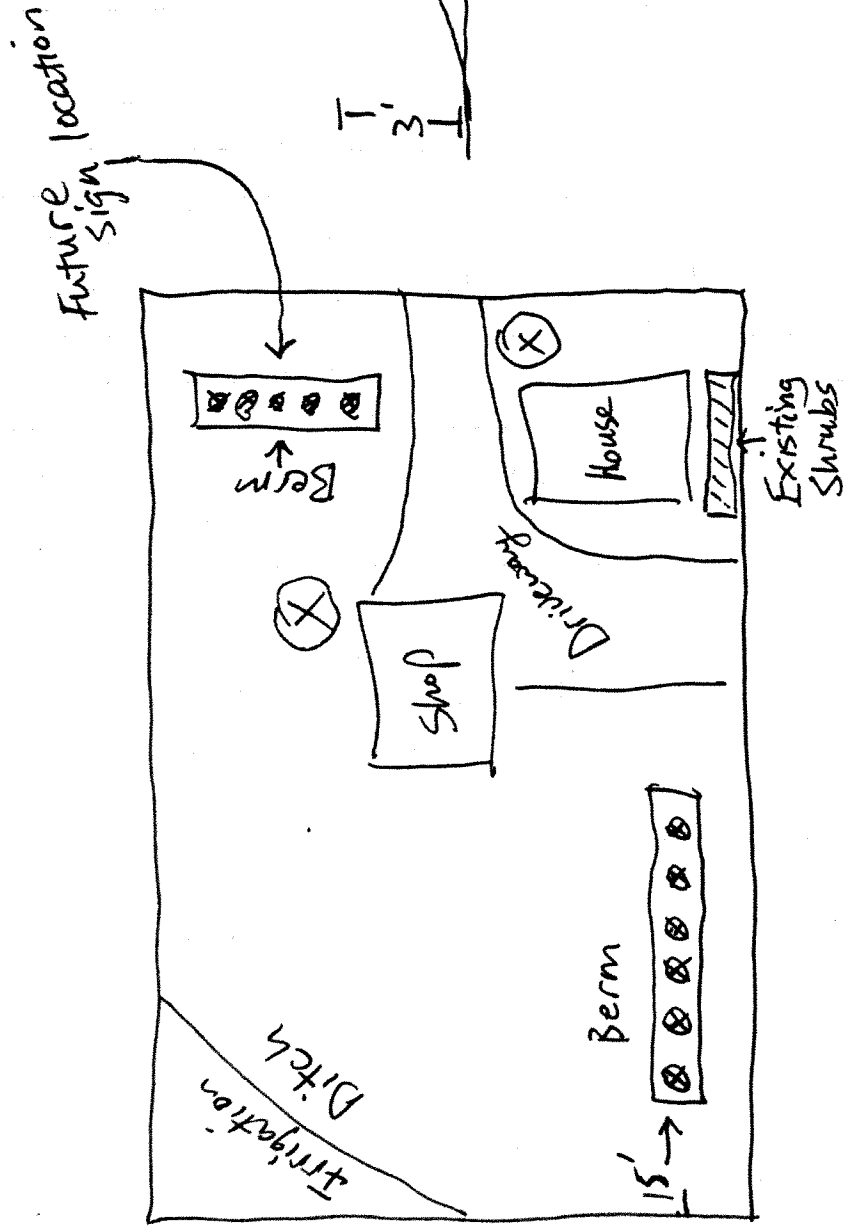 Future
sign location
3'
Berm
X
X
House
Driveway
Shop
Existing
Shrubs
Irrigation
Ditch
Berm
15'